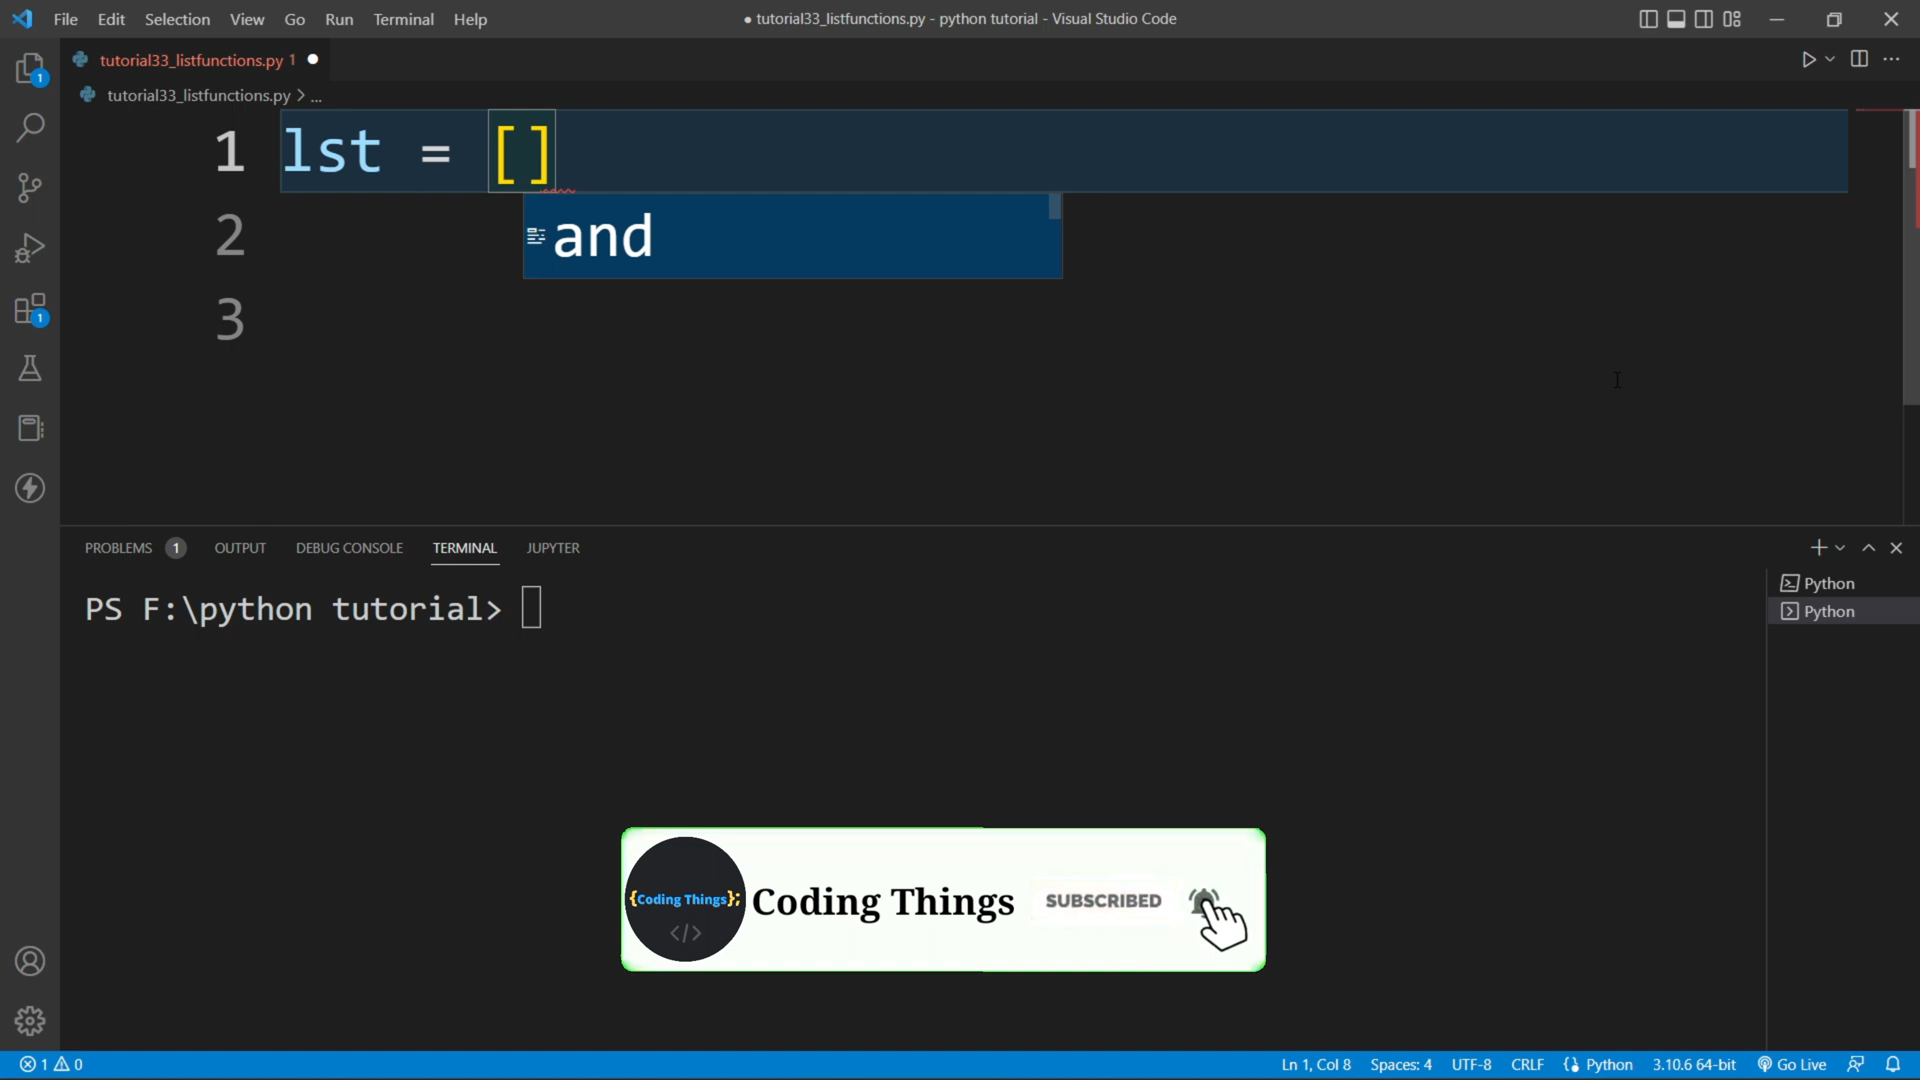 File Edit Selection View Go Run Terminal Help
● tutorial33_listfunctions.py - python tutorial - Visual Studio Code
1
tutorial33_listfunctions.py 1 ●
tutorial33_listfunctions.py > ...
1 lst = []
and
2
3
1
PROBLEMS 1 OUTPUT DEBUG CONSOLE TERMINAL JUPYTER
PS F:\python tutorial>
Python
Python
{Coding Things};
</>
Coding Things
SUBSCRIBED
1 0
Ln 1, Col 8 Spaces: 4 UTF-8 CRLF Python 3.10.6 64-bit Go Live